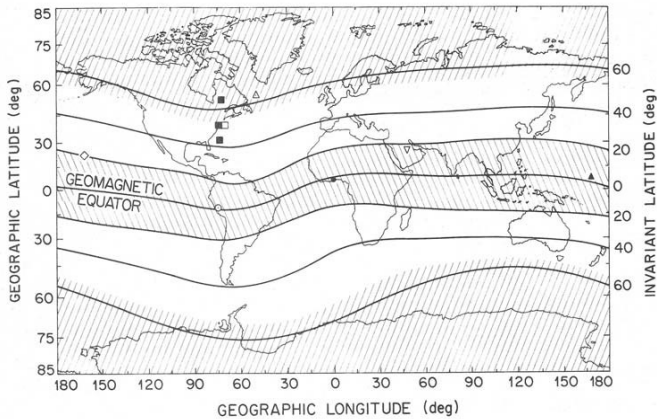 GEOGRAPHIC LATITUDE (deg)
85
75
60
30
0
30
60
75
85
GEOMAGNETIC
EQUATOR
60
40
20
0
20
40
60
INVARIANT LATITUDE (deg)
180 150 120 90 75 60 30 0 30 60 90 120 150 180
GEOGRAPHIC LONGITUDE (deg)